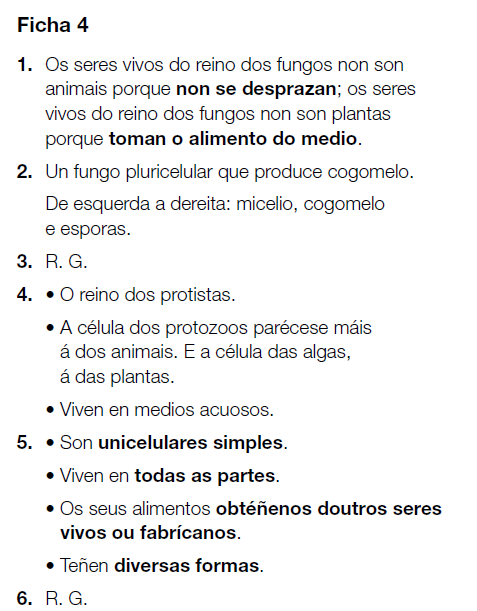 Ficha 4
1. Os seres vivos do reino dos fungos non son
animais porque non se desprazan; os seres
vivos do reino dos fungos non son plantas
porque toman o alimento do medio.
2. Un fungo pluricelular que produce cogomelo.
De esquerda a dereita: micelio, cogomelo
e esporas.
3. R. G.
4. • O reino dos protistas.
• A célula dos protozoos parécese máis
á dos animais. E a célula das algas,
á das plantas.
• Viven en medios acuosos.
5. • Son unicelulares simples.
• Viven en todas as partes.
• Os seus alimentos obtéñenos doutros seres
vivos ou fabrícanos.
• Teñen diversas formas.
6. R. G.